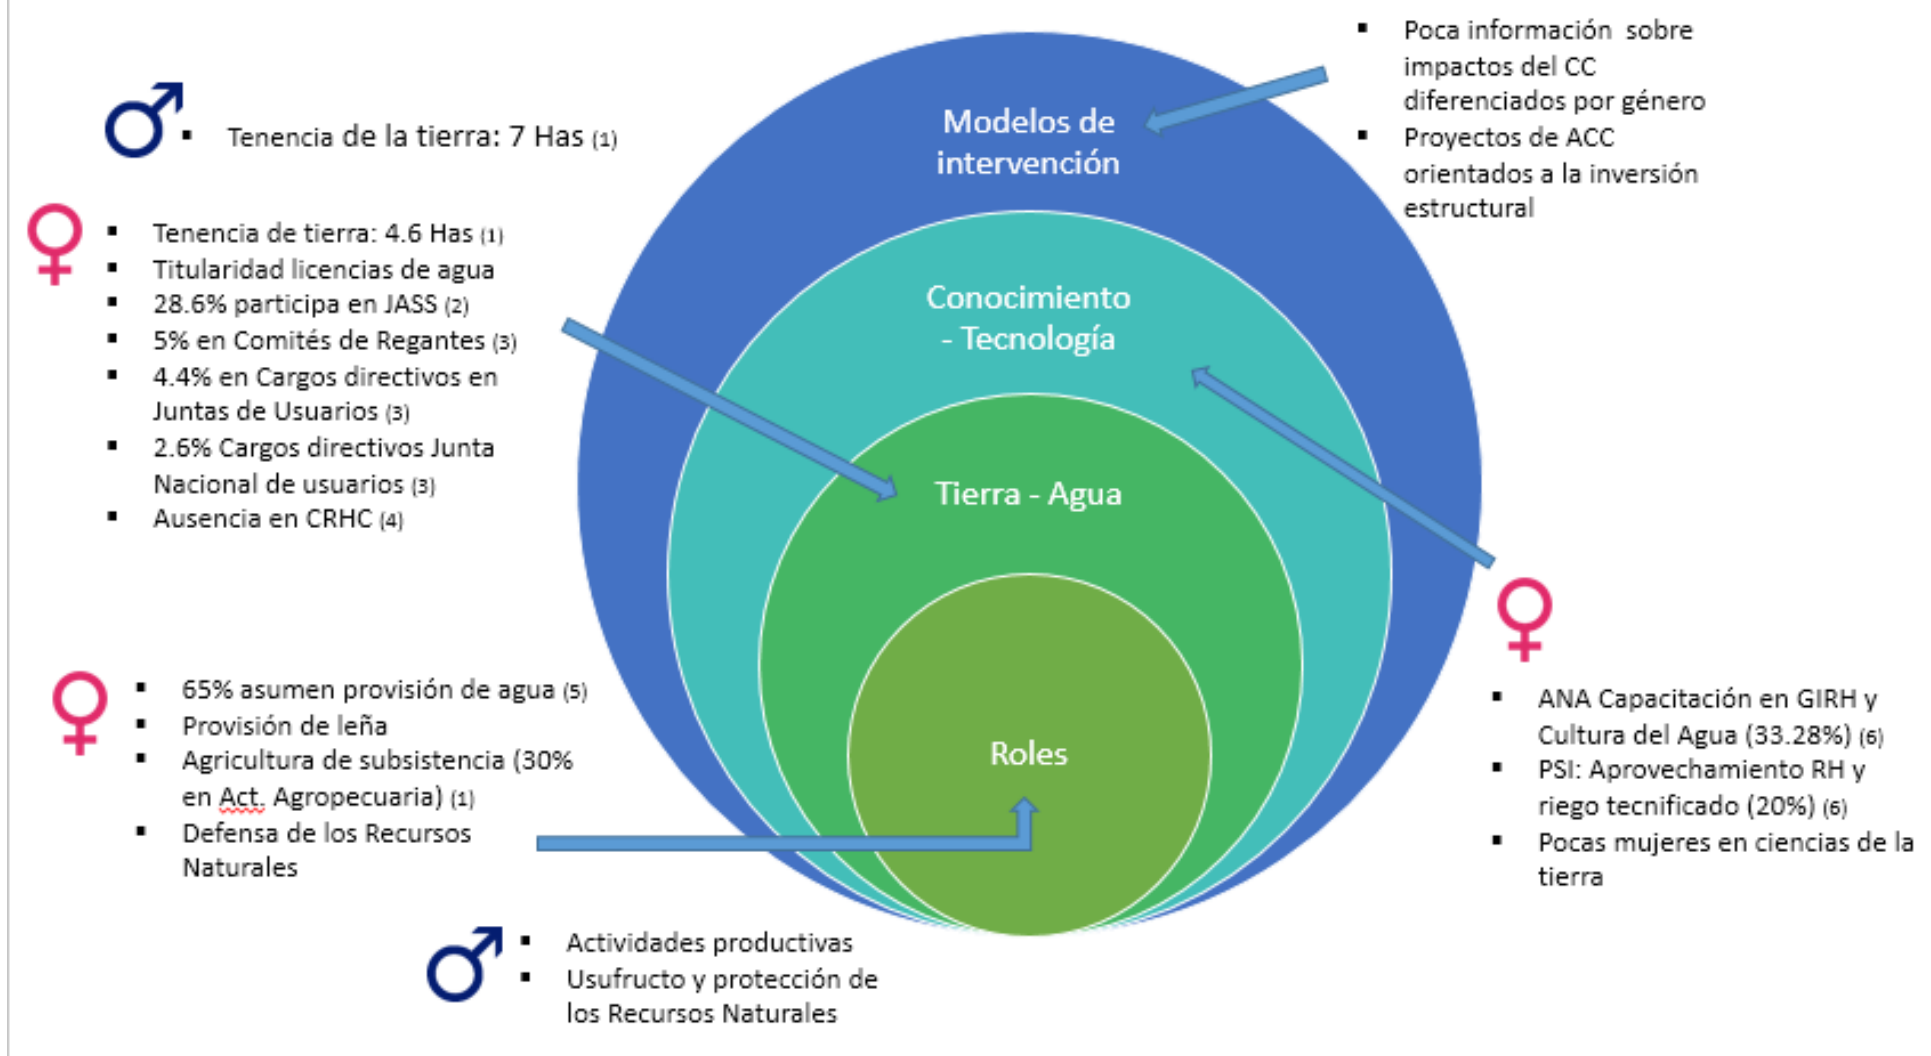 ▪ Tenencia de la tierra: 7 Has (1)
▪ Tenencia de tierra: 4.6 Has (1)
▪ Titularidad licencias de agua
▪ 28.6% participa en JASS (2)
▪ 5% en Comités de Regantes (3)
▪ 4.4% en Cargos directivos en
Juntas de Usuarios (3)
▪ 2.6% Cargos directivos Junta
Nacional de usuarios (3)
▪ Ausencia en CRHC (4)
▪ 65% asumen provisión de agua (5)
▪ Provisión de leña
▪ Agricultura de subsistencia (30%
en Act. Agropecuaria) (1)
▪ Defensa de los Recursos
Naturales
▪ Actividades productivas
▪ Usufructo y protección de
los Recursos Naturales
Modelos de
intervención
Conocimiento
- Tecnología
Tierra - Agua
Roles
▪ Poca información sobre
impactos del CC
diferenciados por género
▪ Proyectos de ACC
orientados a la inversión
estructural
▪ ANA Capacitación en GIRH y
Cultura del Agua (33.28%) (6)
▪ PSI: Aprovechamiento RH y
riego tecnificado (20%) (6)
▪ Pocas mujeres en ciencias de la
tierra